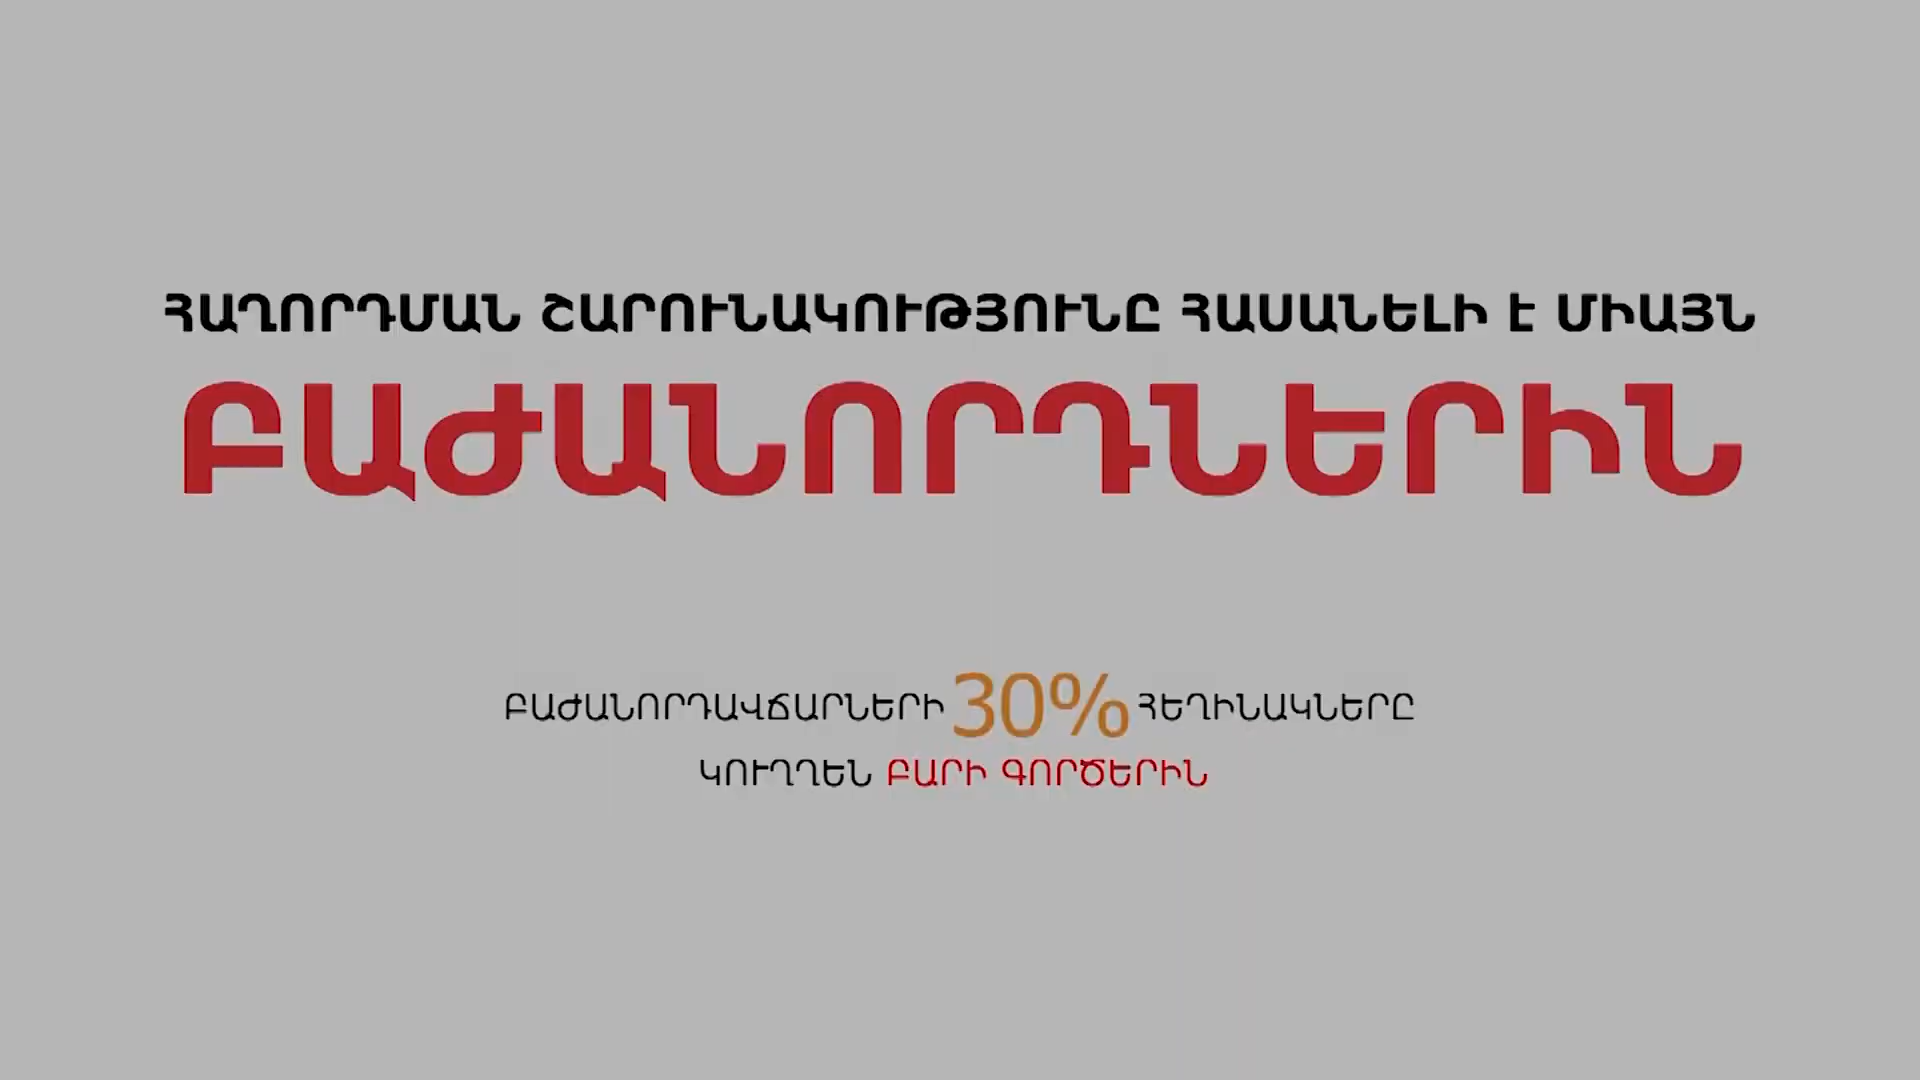 ՀԱՂՈՐԴՄԱՆ ՇԱՐՈՒՆԱԿՈՒԹՅՈՒՆԸ ՀԱՍԱՆԵԼԻ Է ՄԻԱՅՆ
ԲԱԺԱՆՈՐԴՆԵՐԻՆ
ԲԱԺԱՆՈՐԴԱՎՃԱՐՆԵՐԻ 30% ՀԵՂԻՆԱԿՆԵՐԸ
ԿՈՒՂՂԵՆ ԲԱՐԻ ԳՈՐԾԵՐԻՆ